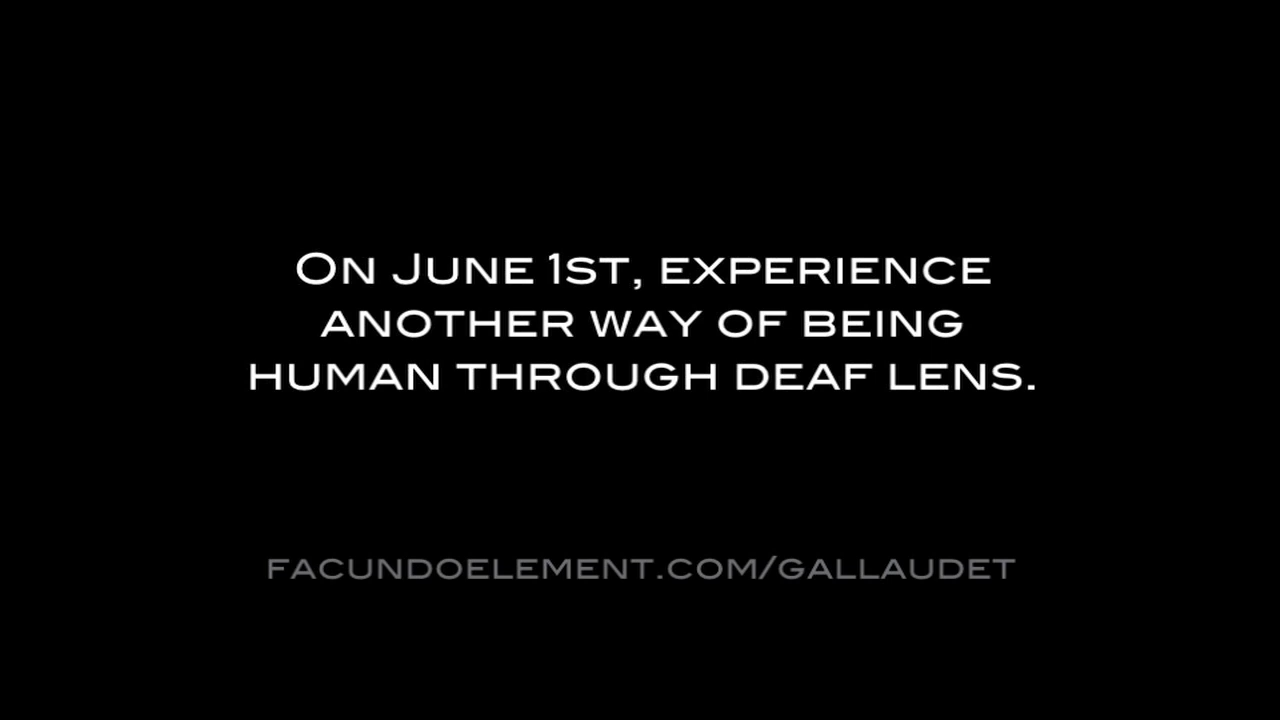 On June 1st, experience
another way of being
human through deaf lens.
facundoelement.com/gallaudet